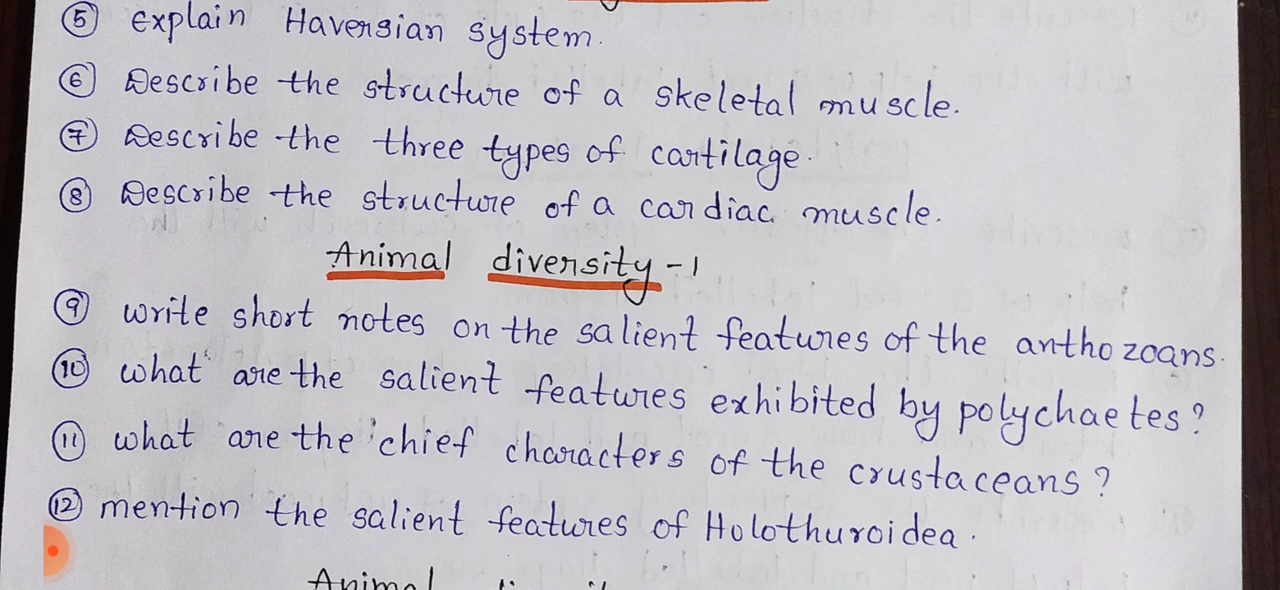 ⑤ explain Haversian system.
⑥ Describe the structure of a skeletal muscle.
⑦ Describe the three types of cartilage.
⑧ Describe the structure of a cardiac muscle.
Animal diversity-1
⑨ write short notes on the salient features of the anthozoans.
⑩ what are the salient features exhibited by polychaetes?
⑪ what are the chief characters of the crustaceans?
⑫ mention the salient features of Holothuroidea.
Animal